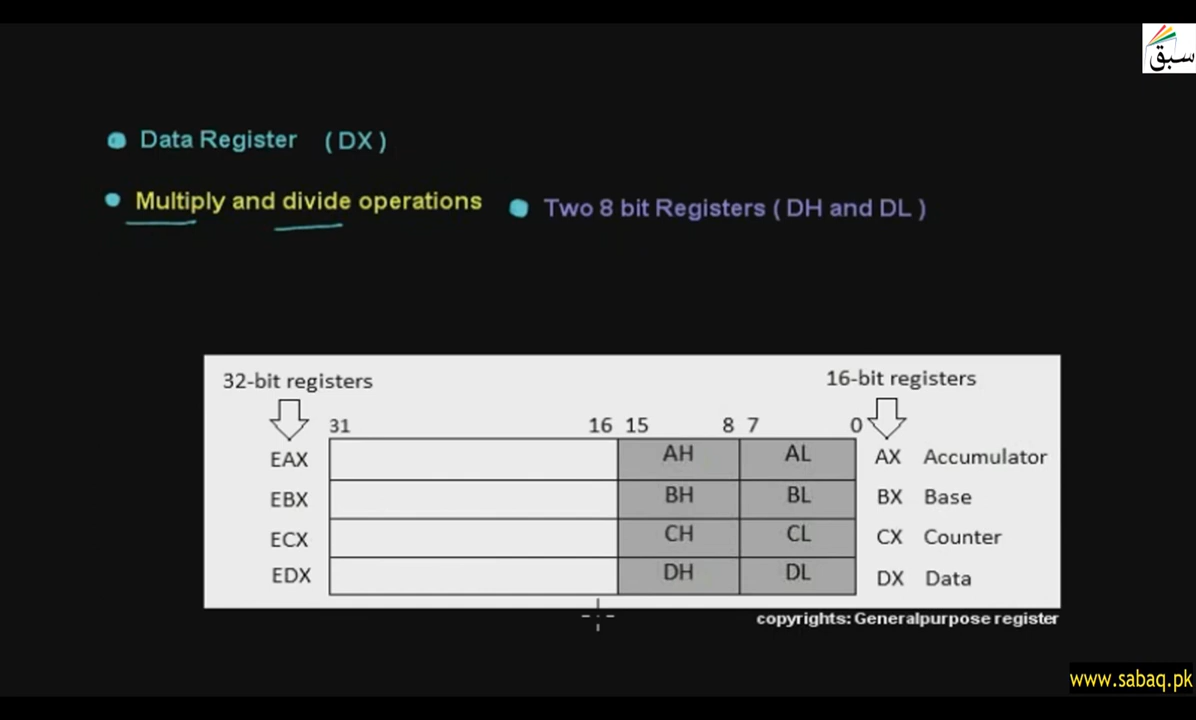 سبق
Data Register ( DX )
Multiply and divide operations
Two 8 bit Registers ( DH and DL )
32-bit registers 16-bit registers
31 16 15 8 7 0
EAX AH AL AX Accumulator
EBX BH BL BX Base
ECX CH CL CX Counter
EDX DH DL DX Data
copyrights: Generalpurpose register
www.sabaq.pk